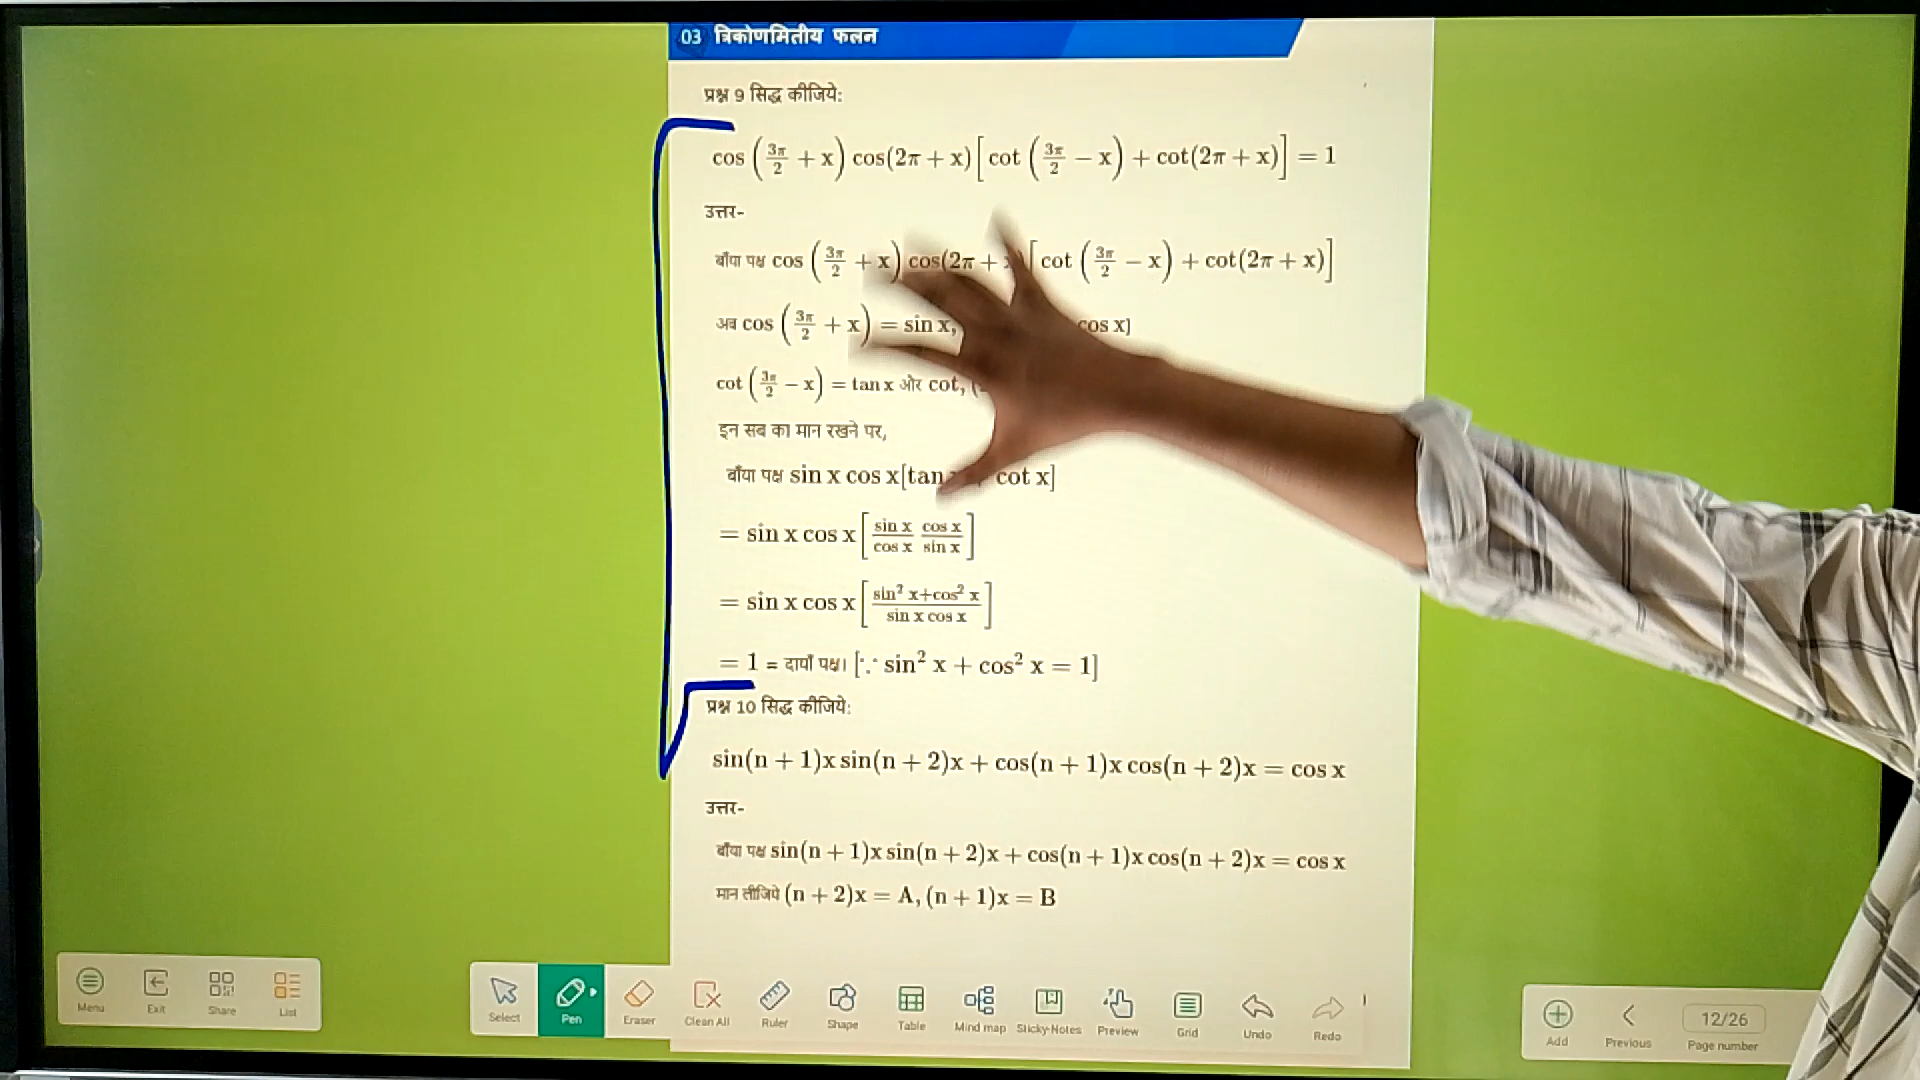 03 त्रिकोणमितीय फलन
प्रश्न 9 सिद्ध कीजिये:
cos (3π/2 + x) cos(2π + x) [cot (3π/2 − x) + cot(2π + x)] = 1
उत्तर-
बाँया पक्ष cos (3π/2 + x) cos(2π + [cot (3π/2 − x) + cot(2π + x)]
अब cos (3π/2 + x) = sin x, cos x]
cot (3π/2 − x) = tan x और cot, (
इन सब का मान रखने पर,
बाँया पक्ष sin x cos x[tan cot x]
= sin x cos x [sin x/cos x cos x/sin x]
= sin x cos x [sin² x+cos² x/sin x cos x]
= 1 = दायाँ पक्ष। [∵ sin² x + cos² x = 1]
प्रश्न 10 सिद्ध कीजिये:
sin(n + 1)x sin(n + 2)x + cos(n + 1)x cos(n + 2)x = cos x
उत्तर-
बाँया पक्ष sin(n + 1)x sin(n + 2)x + cos(n + 1)x cos(n + 2)x = cos x
मान लीजिये (n + 2)x = A, (n + 1)x = B
Menu Exit Share List
Select Pen Eraser Clean All Ruler Shape Table Mind map Sticky-Notes Preview Grid Undo Redo
12/26
Add Previous Page number